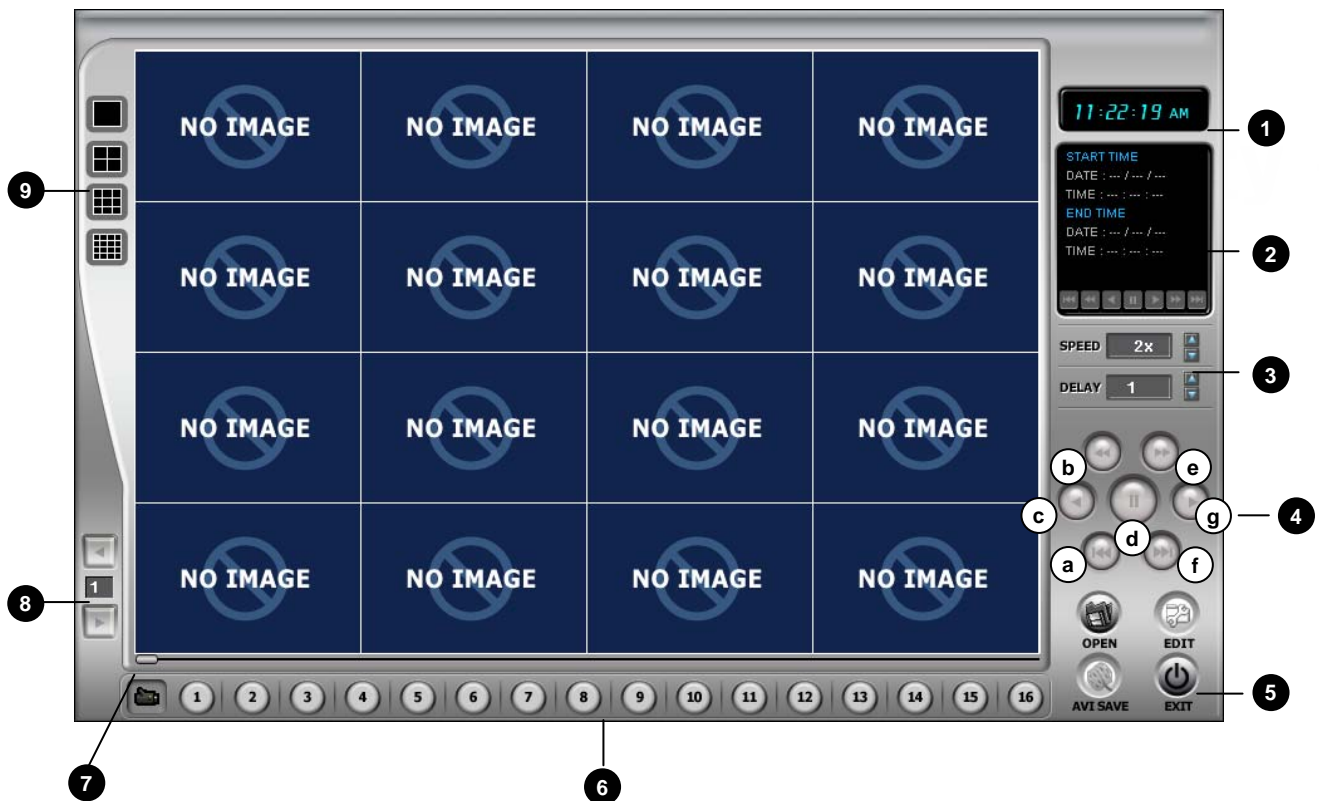 NO IMAGE NO IMAGE NO IMAGE NO IMAGE
NO IMAGE NO IMAGE NO IMAGE NO IMAGE
NO IMAGE NO IMAGE NO IMAGE NO IMAGE
NO IMAGE NO IMAGE NO IMAGE NO IMAGE
11:22:19 AM
1
START TIME
DATE : --- / --- / ---
TIME : --- : --- : ---
END TIME
DATE : --- / --- / ---
TIME : --- : --- : ---
2
SPEED 2x
DELAY 1
3
b
e
c
g
4
d
a
f
OPEN EDIT
AVI SAVE EXIT
5
9
1
8
1 2 3 4 5 6 7 8 9 10 11 12 13 14 15 16
7
6